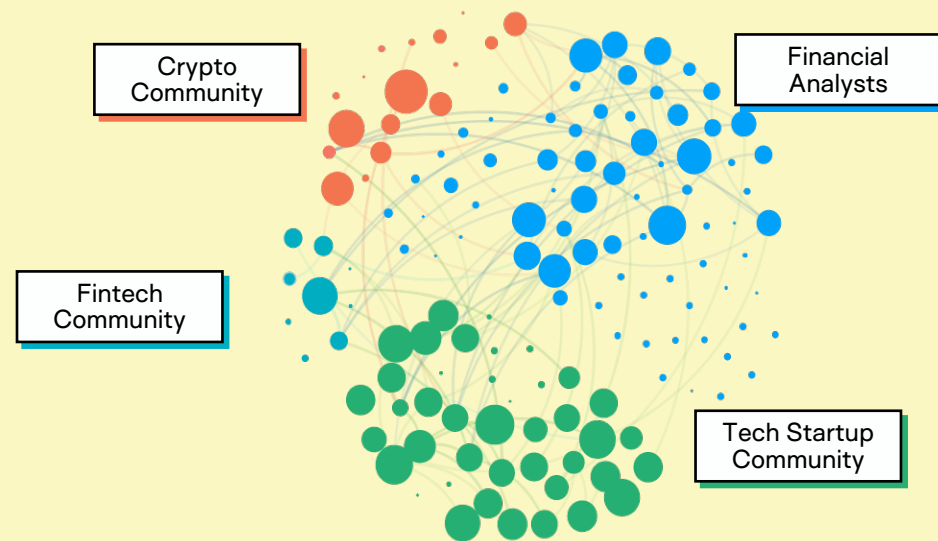 Crypto
Community
Financial
Analysts
Fintech
Community
Tech Startup
Community